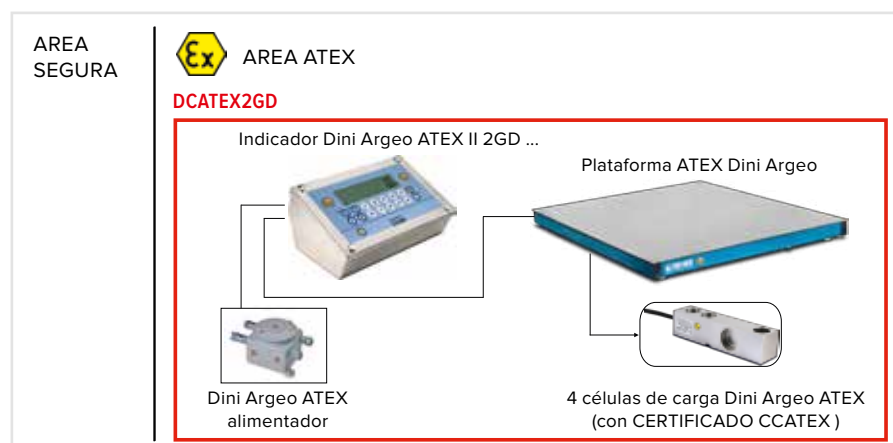 AREA
SEGURA
Ex
AREA ATEX
DCATEX2GD
Indicador Dini Argeo ATEX II 2GD ...
Plataforma ATEX Dini Argeo
Dini Argeo ATEX
alimentador
4 células de carga Dini Argeo ATEX
(con CERTIFICADO CCATEX )